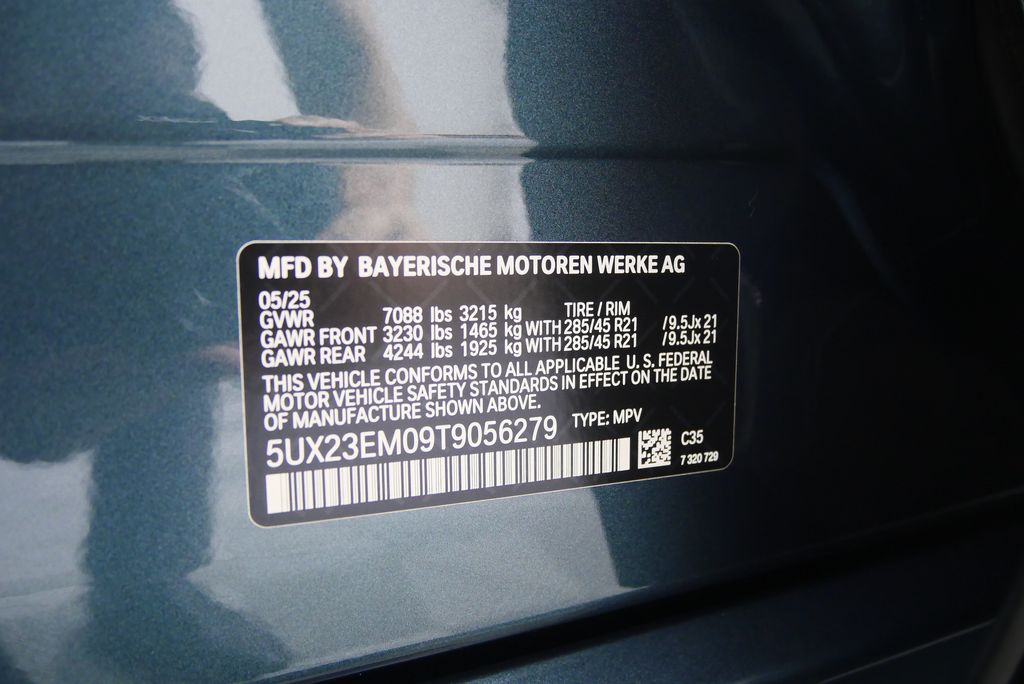 MFD BY BAYERISCHE MOTOREN WERKE AG
05/25
GVWR 7088 lbs 3215 kg TIRE / RIM
GAWR FRONT 3230 lbs 1465 kg WITH 285/45 R21 /9.5Jx 21
GAWR REAR 4244 lbs 1925 kg WITH 285/45 R21 /9.5Jx 21
THIS VEHICLE CONFORMS TO ALL APPLICABLE U. S. FEDERAL
MOTOR VEHICLE SAFETY STANDARDS IN EFFECT ON THE DATE
OF MANUFACTURE SHOWN ABOVE.
5UX23EM09T9056279 TYPE: MPV
C35
7 320 729